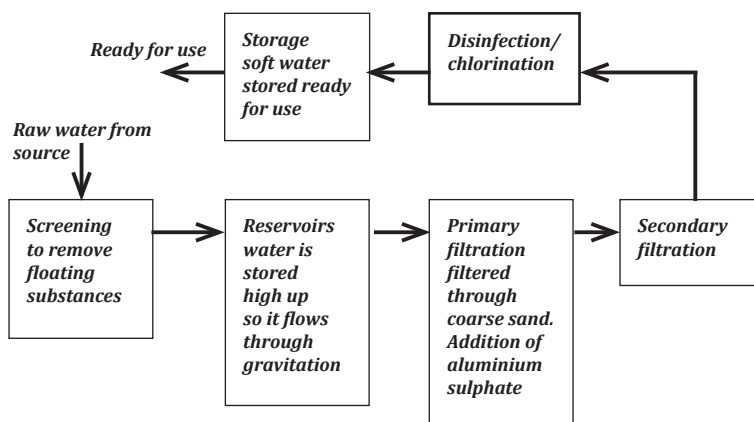 Ready for use
Storage
soft water
stored ready
for use
Disinfection/
chlorination
Raw water from
source
Screening
to remove
floating
substances
Reservoirs
water is
stored
high up
so it flows
through
gravitation
Primary
filtration
filtered
through
coarse sand.
Addition of
aluminium
sulphate
Secondary
filtration